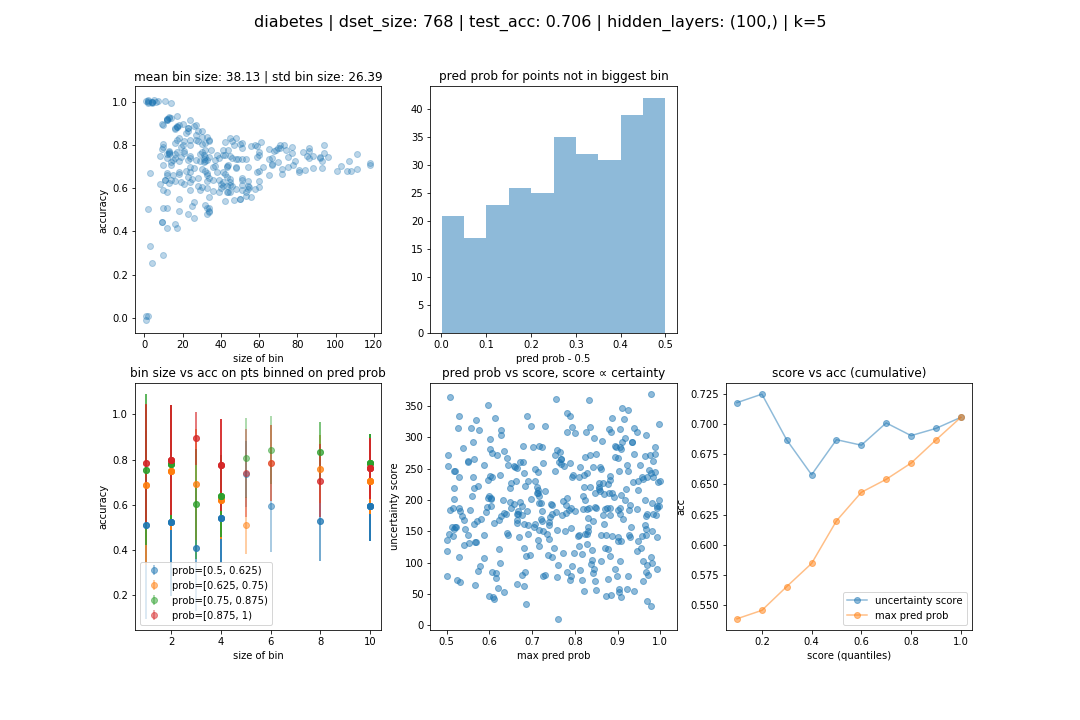 diabetes | dset_size: 768 | test_acc: 0.706 | hidden_layers: (100,) | k=5
mean bin size: 38.13 | std bin size: 26.39
1.0
0.8
0.6
0.4
0.2
0.0
accuracy
0 20 40 60 80 100 120
size of bin
pred prob for points not in biggest bin
40
35
30
25
20
15
10
5
0
0.0 0.1 0.2 0.3 0.4 0.5
pred prob - 0.5
bin size vs acc on pts binned on pred prob
1.0
0.8
0.6
0.4
0.2
accuracy
prob=[0.5, 0.625)
prob=[0.625, 0.75)
prob=[0.75, 0.875)
prob=[0.875, 1)
2 4 6 8 10
size of bin
pred prob vs score, score ∝ certainty
350
300
250
200
150
100
50
0
uncertainty score
0.5 0.6 0.7 0.8 0.9 1.0
max pred prob
score vs acc (cumulative)
0.725
0.700
0.675
0.650
0.625
0.600
0.575
0.550
acc
uncertainty score
max pred prob
0.2 0.4 0.6 0.8 1.0
score (quantiles)